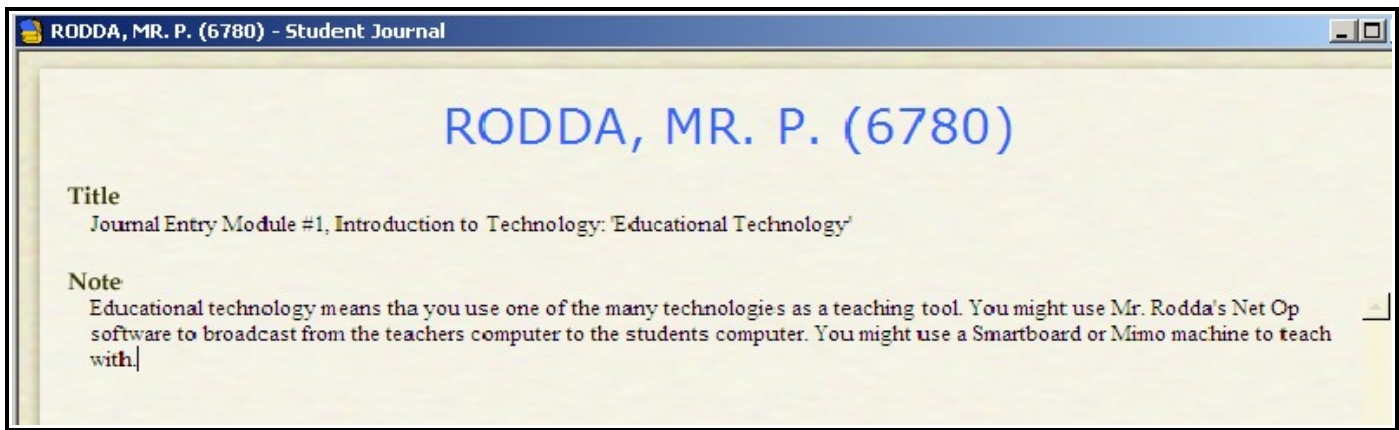 RODDA, MR. P. (6780) - Student Journal
RODDA, MR. P. (6780)
Title
Journal Entry Module #1, Introduction to Technology: 'Educational Technology'
Note
Educational technology means tha you use one of the many technologies as a teaching tool. You might use Mr. Rodda's Net Op
software to broadcast from the teachers computer to the students computer. You might use a Smartboard or Mimo machine to teach
with.